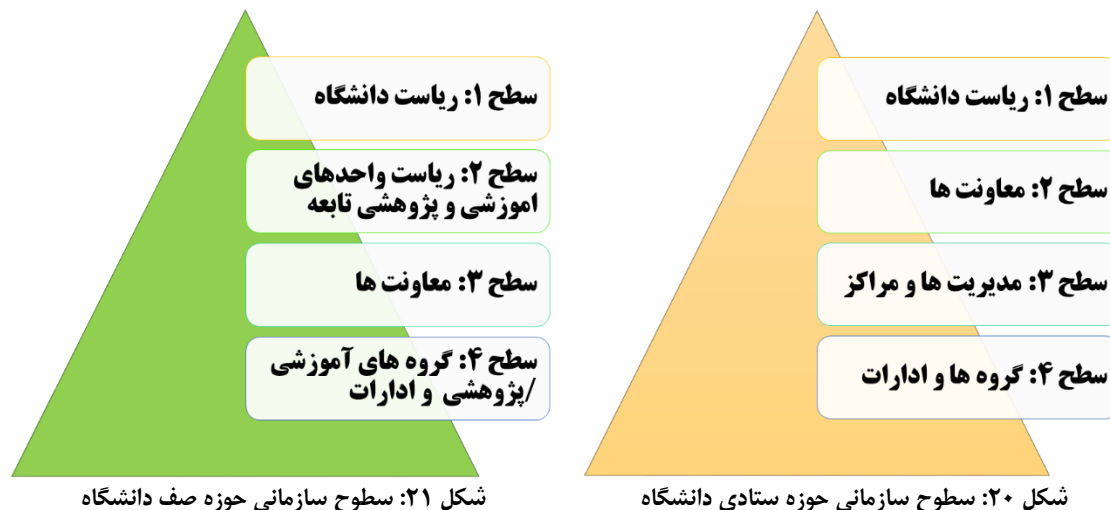 سطح ۱: ریاست دانشگاه
سطح ۲: معاونت ها
سطح ۳: مدیریت ها و مراکز
سطح ۴: گروه ها و ادارات
شکل ۲۰: سطوح سازمانی حوزه ستادی دانشگاه
سطح ۱: ریاست دانشگاه
سطح ۲: ریاست واحدهای
اموزشی و پژوهشی تابعه
سطح ۳: معاونت ها
سطح ۴: گروه های آموزشی
/پژوهشی و ادارات
شکل ۲۱: سطوح سازمانی حوزه صف دانشگاه